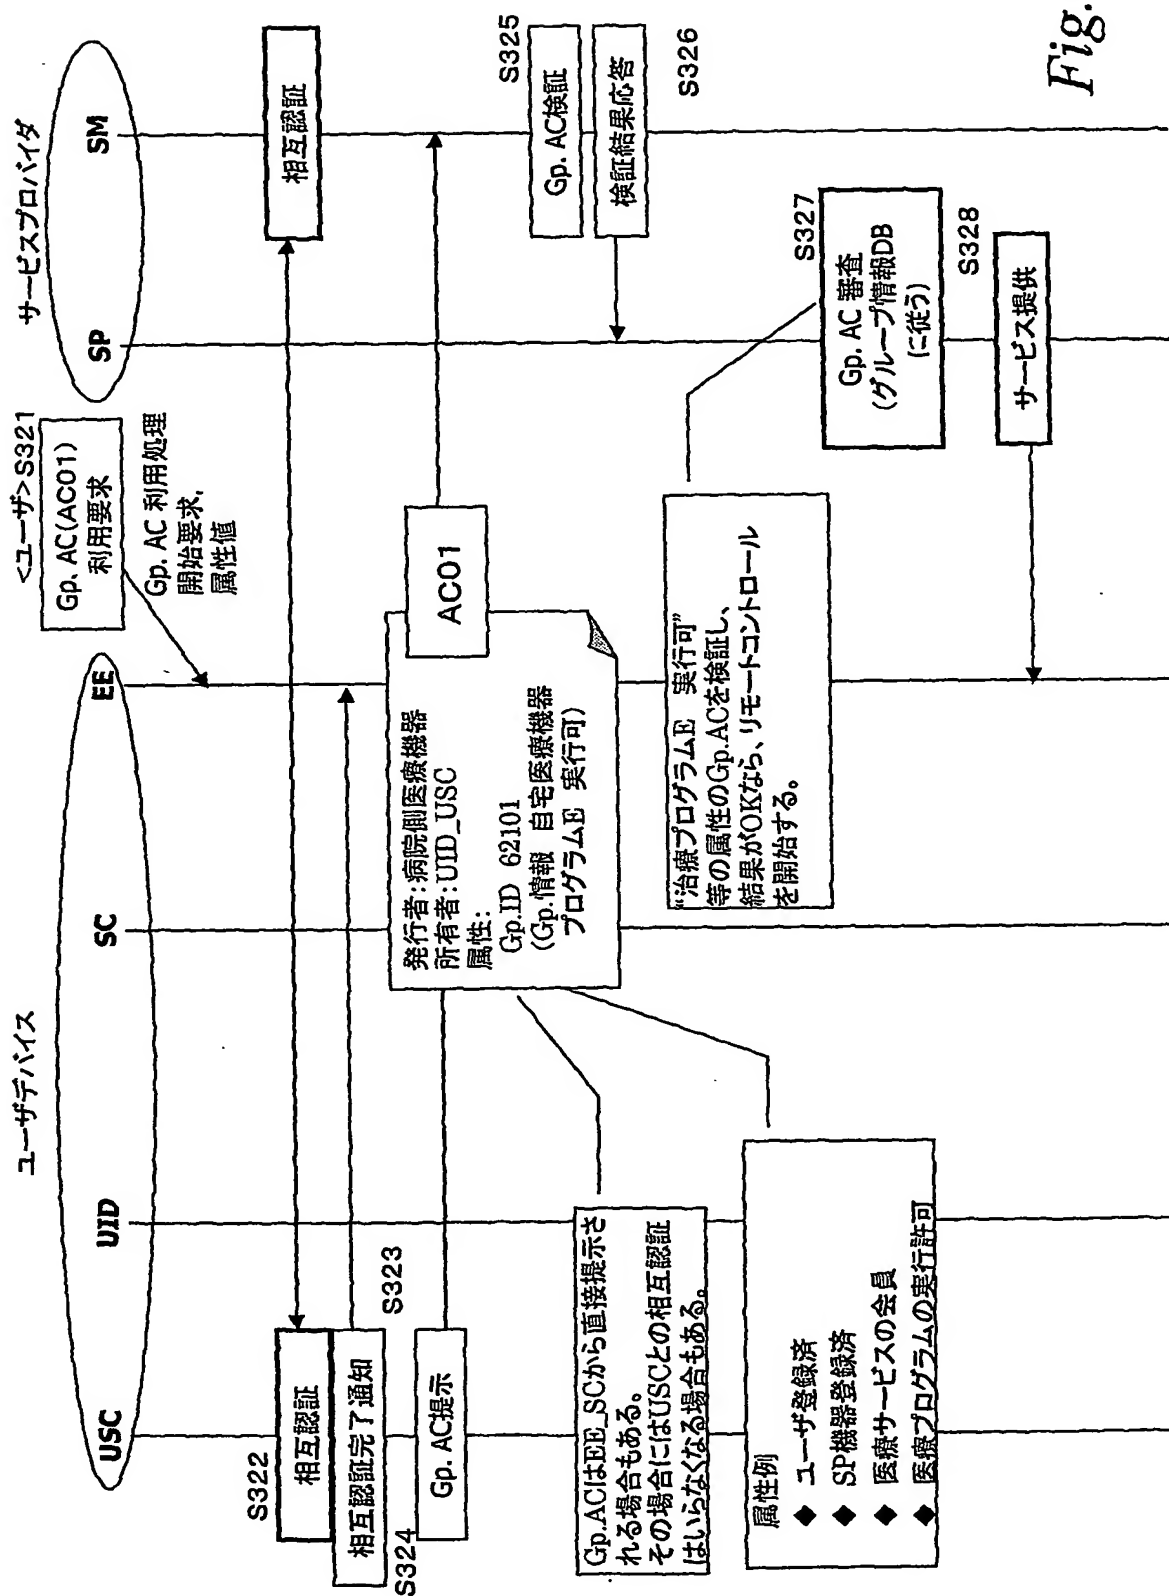 ユーザデバイス
サービスプロバイダ
USC
UID
SC
EE
SP
SM
<ユーザ>S321
Gp. AC(AC01)
利用要求
Gp. AC 利用処理
開始要求,
属性値
S322
相互認証
相互認証
相互認証完了通知
S323
S324
Gp. AC提示
発行者:病院側医療機器
所有者:UID_USC
属性:
Gp.ID 62101
(Gp.情報 自宅医療機器
プログラムE 実行可)
AC01
S325
Gp. AC検証
検証結果応答
S326
Gp.ACはEE_SCから直接提示さ
れる場合もある。
その場合にはUSCとの相互認証
はいらなくなる場合もある。
“治療プログラムE 実行可”
等の属性のGp.ACを検証し、
結果がOKなら、リモートコントロール
を開始する。
S327
Gp. AC 審査
(グループ情報DB
に従う)
属性例
◆ ユーザ登録済
◆ SP機器登録済
◆ 医療サービスの会員
◆ 医療プログラムの実行許可
S328
サービス提供
Fig.